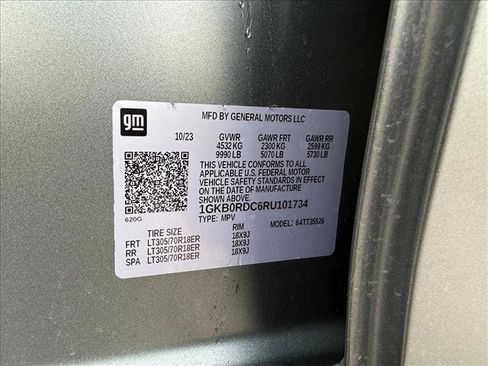 gm
MFD BY GENERAL MOTORS LLC
10/23 GVWR GAWR FRT GAWR RR
4532 KG 2300 KG 2599 KG
9990 LB 5070 LB 5730 LB
THIS VEHICLE CONFORMS TO ALL
APPLICABLE U.S. FEDERAL MOTOR
VEHICLE SAFETY STANDARDS IN EFFECT
ON THE DATE OF MANUFACTURE
SHOWN ABOVE
1GKB0RDC6RU101734
620G TYPE: MPV MODEL: 64TT35526
TIRE SIZE RIM
FRT LT305/70R18ER 18X9J
RR LT305/70R18ER 18X9J
SPA LT305/70R18ER 18X9J